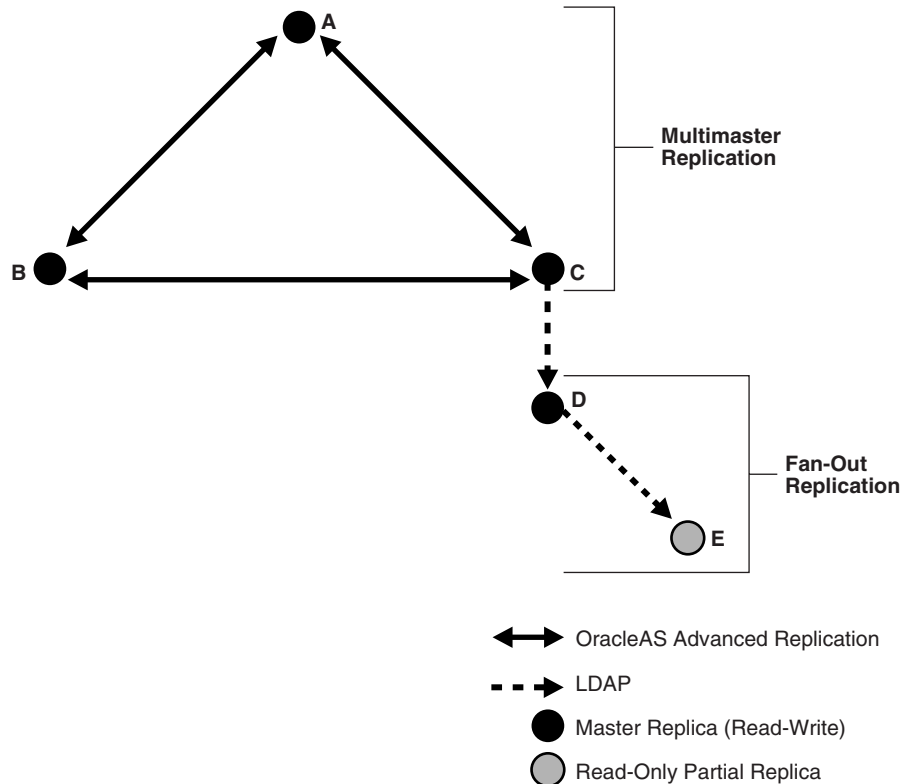 A
Multimaster
Replication
B
C
D
Fan-Out
Replication
E
OracleAS Advanced Replication
LDAP
Master Replica (Read-Write)
Read-Only Partial Replica